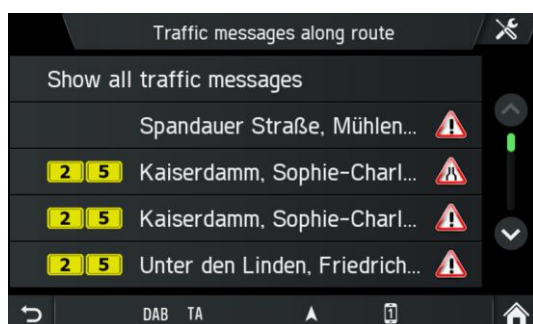 Traffic messages along route
Show all traffic messages
Spandauer Straße, Mühlen...
2 5 Kaiserdamm, Sophie-Charl...
2 5 Kaiserdamm, Sophie-Charl...
2 5 Unter den Linden, Friedrich...
DAB TA 1